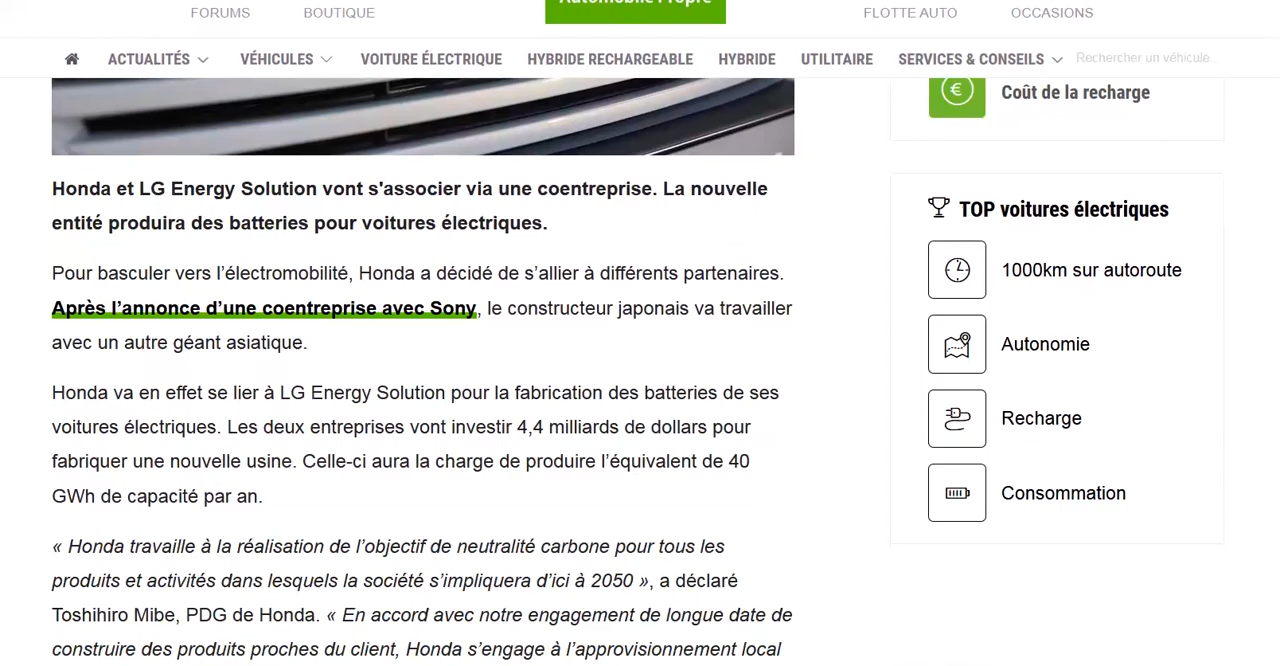 FORUMS BOUTIQUE Automobile Propre FLOTTE AUTO OCCASIONS
ACTUALITÉS VÉHICULES VOITURE ÉLECTRIQUE HYBRIDE RECHARGEABLE HYBRIDE UTILITAIRE SERVICES & CONSEILS Rechercher un véhicule..
Honda et LG Energy Solution vont s'associer via une coentreprise. La nouvelle
entité produira des batteries pour voitures électriques.
Pour basculer vers l’électromobilité, Honda a décidé de s’allier à différents partenaires.
Après l’annonce d’une coentreprise avec Sony, le constructeur japonais va travailler
avec un autre géant asiatique.
Honda va en effet se lier à LG Energy Solution pour la fabrication des batteries de ses
voitures électriques. Les deux entreprises vont investir 4,4 milliards de dollars pour
fabriquer une nouvelle usine. Celle-ci aura la charge de produire l’équivalent de 40
GWh de capacité par an.
« Honda travaille à la réalisation de l’objectif de neutralité carbone pour tous les
produits et activités dans lesquels la société s’impliquera d’ici à 2050 », a déclaré
Toshihiro Mibe, PDG de Honda. « En accord avec notre engagement de longue date de
construire des produits proches du client, Honda s’engage à l’approvisionnement local
€ Coût de la recharge
TOP voitures électriques
1000km sur autoroute
Autonomie
Recharge
Consommation